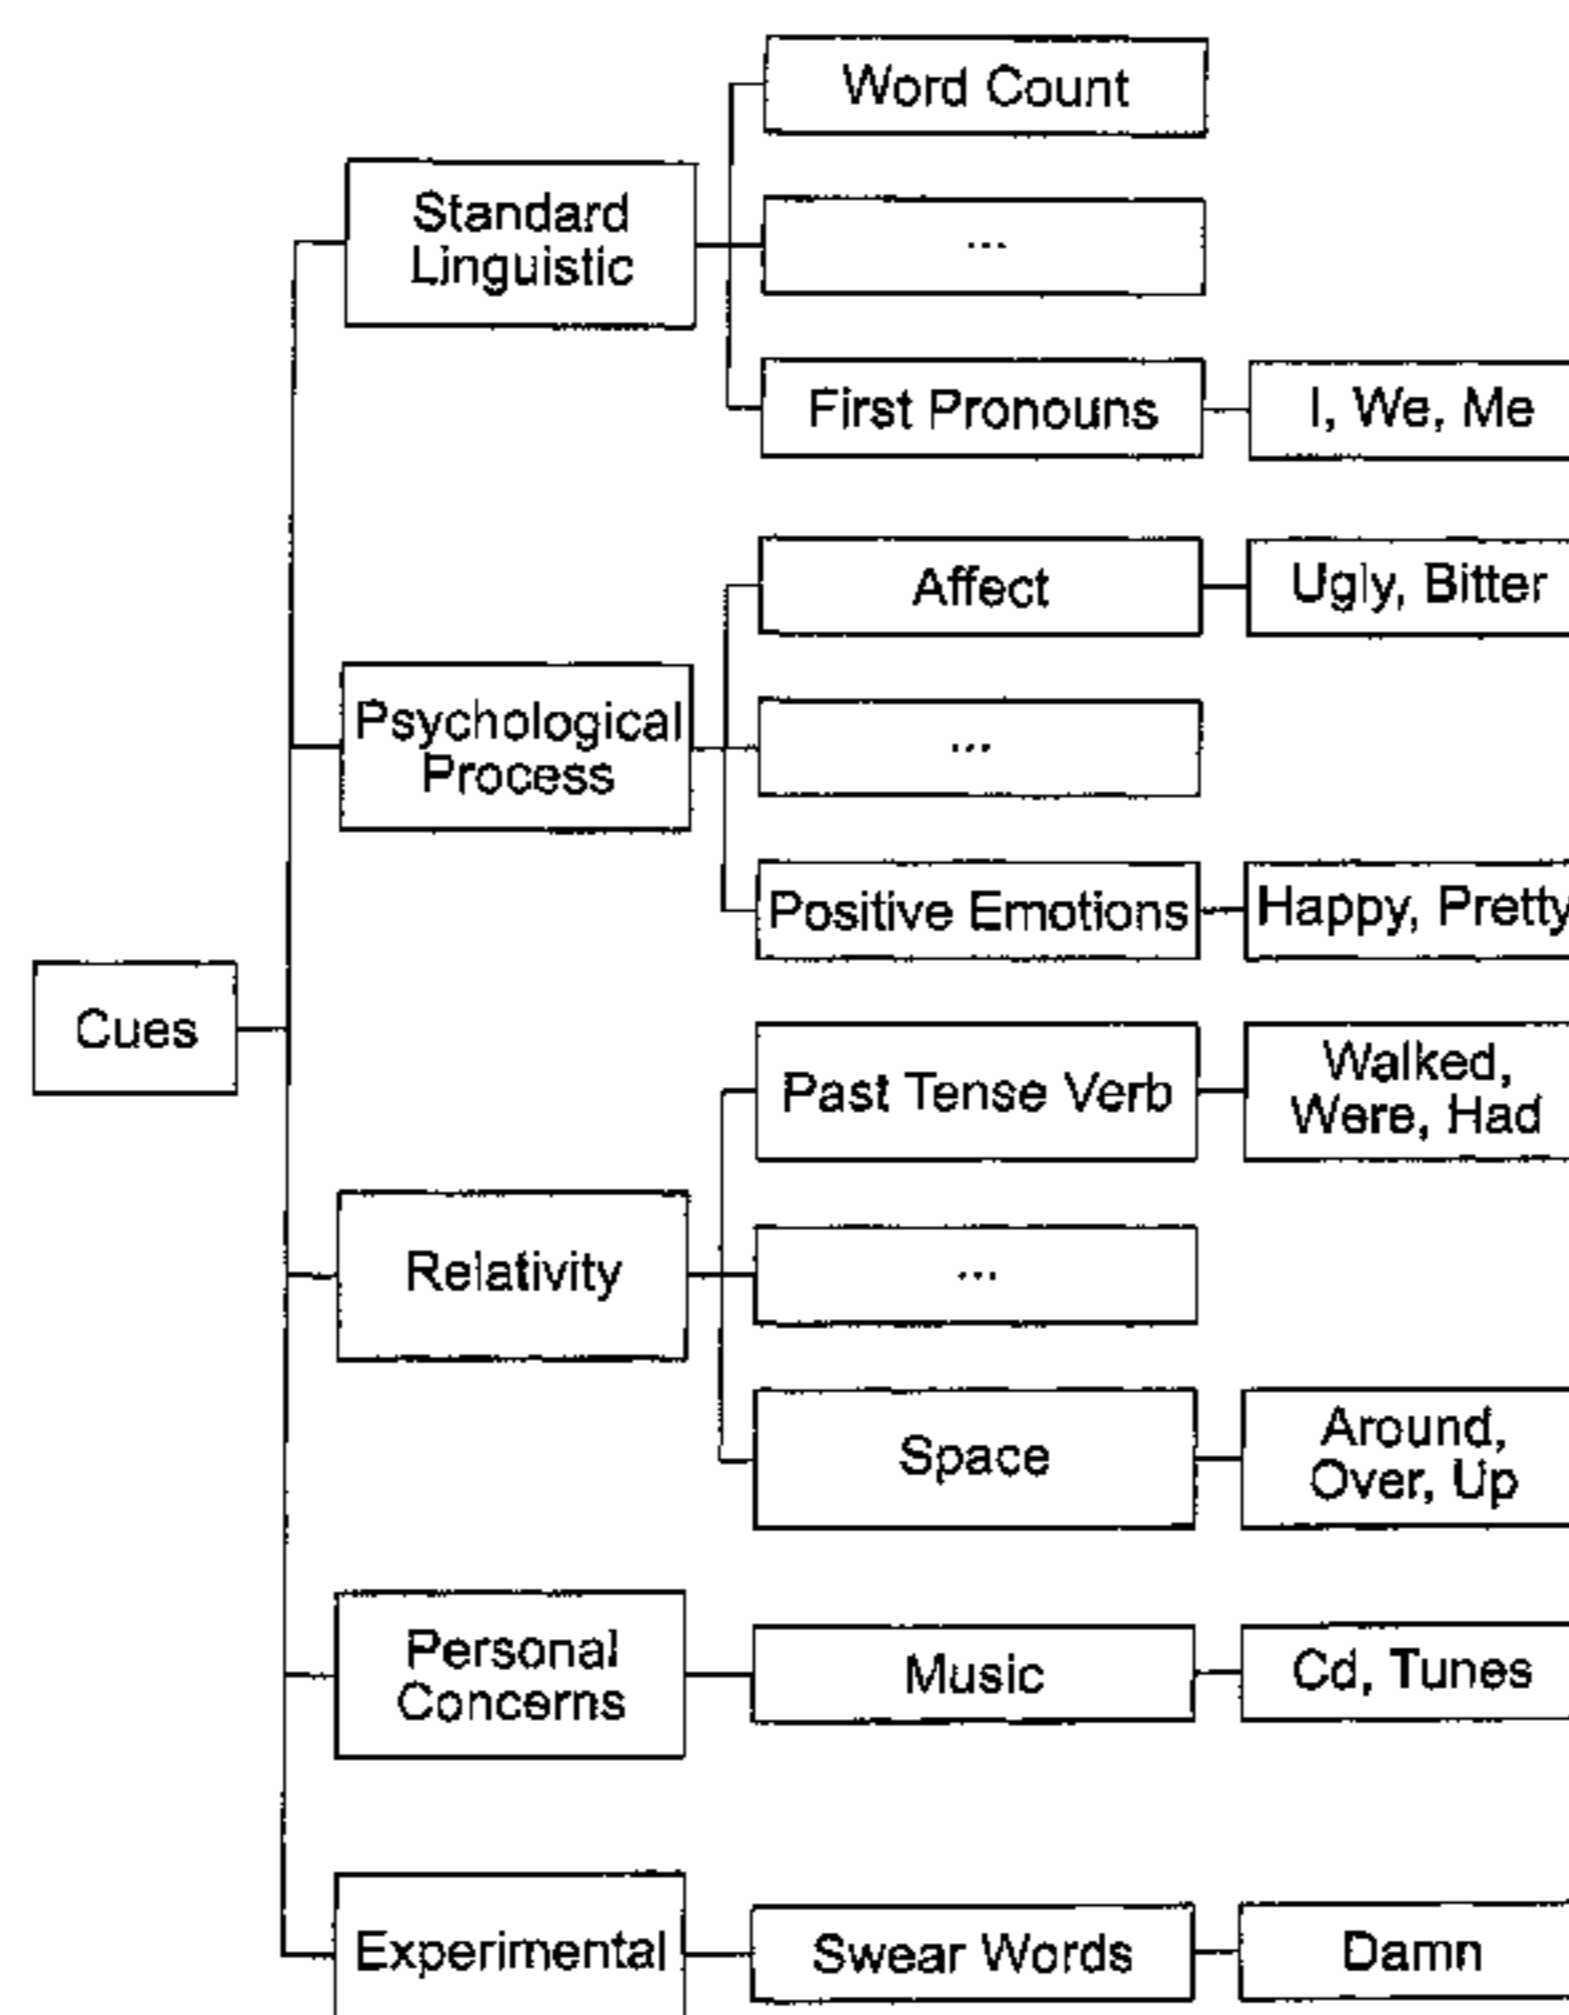 Word Count
Standard
Linguistic
...
First Pronouns
I, We, Me
Affect
Ugly, Bitter
Psychological
Process
...
Positive Emotions
Happy, Pretty
Cues
Past Tense Verb
Walked,
Were, Had
Relativity
...
Space
Around,
Over, Up
Personal
Concerns
Music
Cd, Tunes
Experimental
Swear Words
Damn